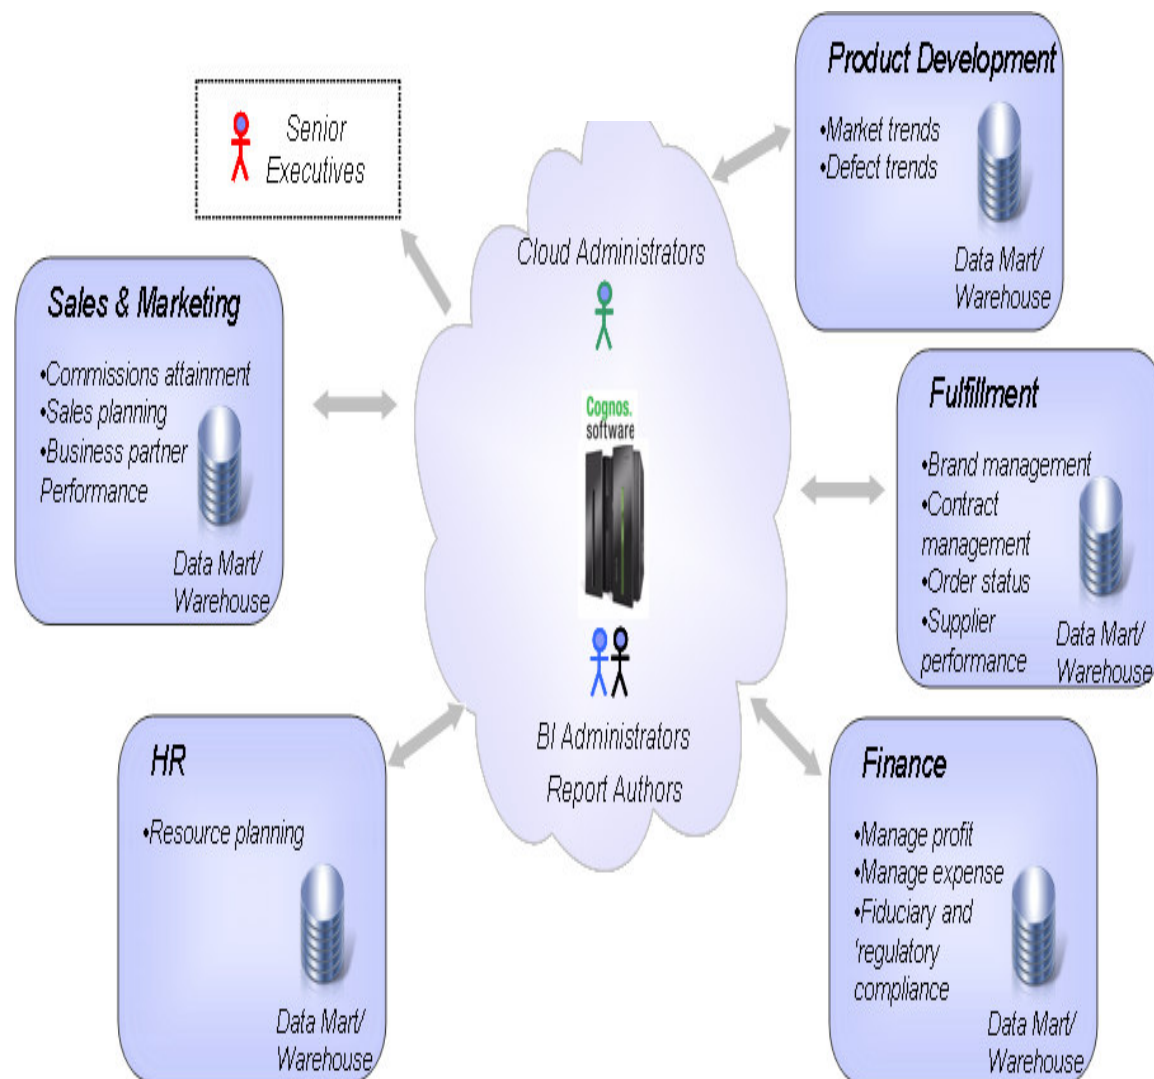 Product Development
•Market trends
•Defect trends
Data Mart/
Warehouse
Senior
Executives
Cloud Administrators
Sales & Marketing
•Commissions attainment
•Sales planning
•Business partner
Performance
Data Mart/
Warehouse
Cognos.
software
Fulfillment
•Brand management
•Contract
management
•Order status
•Supplier
performance
Data Mart/
Warehouse
BI Administrators
Report Authors
HR
•Resource planning
Data Mart/
Warehouse
Finance
•Manage profit
•Manage expense
•Fiduciary and
‘regulatory
compliance
Data Mart/
Warehouse